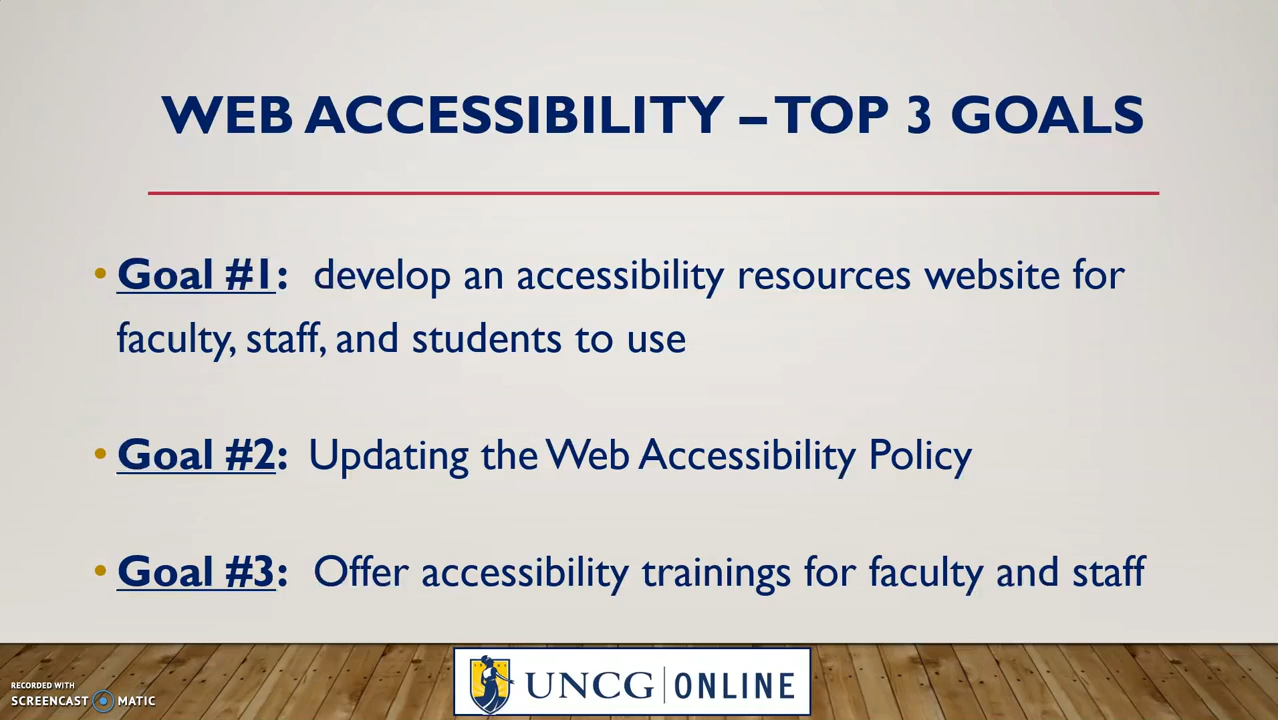 WEB ACCESSIBILITY – TOP 3 GOALS
• Goal #1: develop an accessibility resources website for
faculty, staff, and students to use
• Goal #2: Updating the Web Accessibility Policy
• Goal #3: Offer accessibility trainings for faculty and staff
UNCG | ONLINE
RECORDED WITH
SCREENCAST MATIC